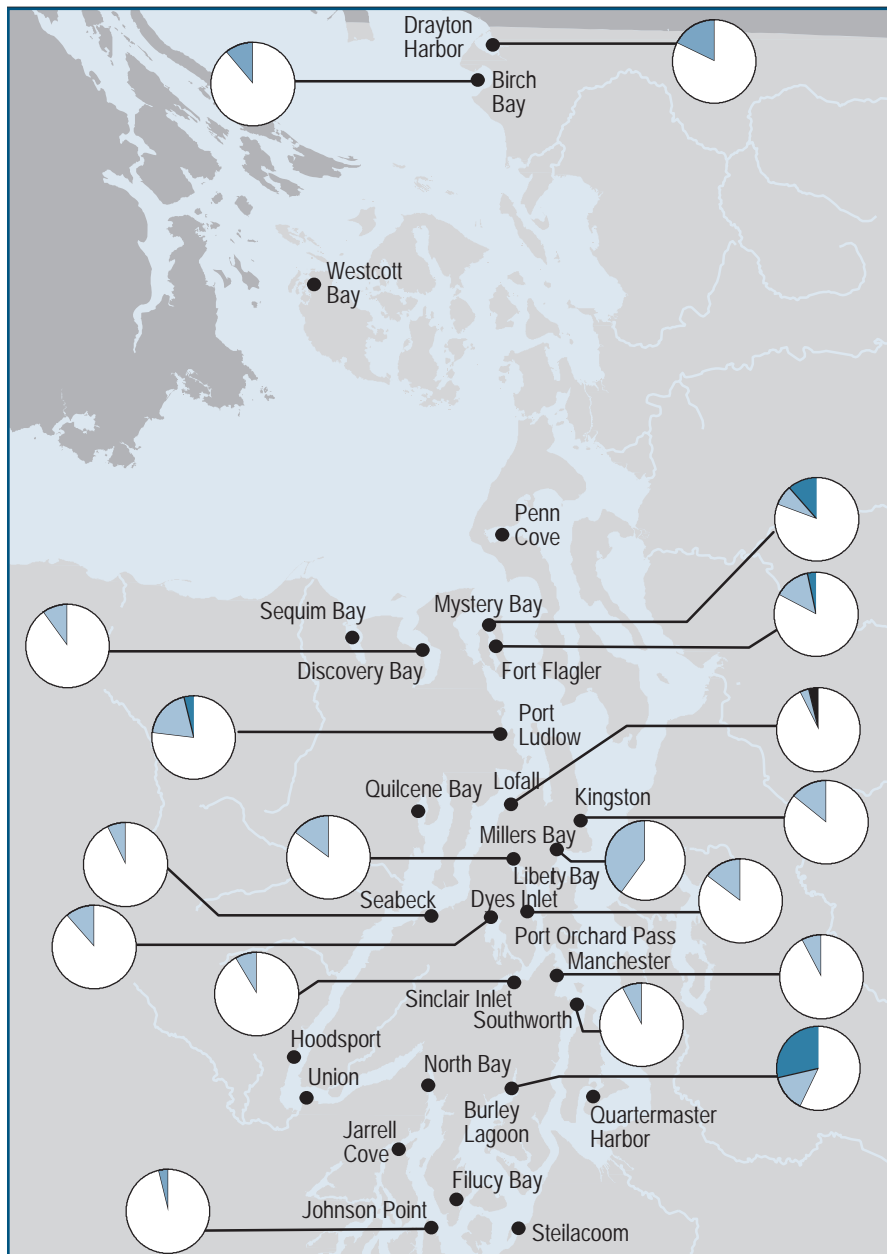 Drayton
Harbor
Birch
Bay
Westcott
Bay
Penn
Cove
Sequim Bay
Mystery Bay
Discovery Bay
Fort Flagler
Port
Ludlow
Lofall
Quilcene Bay
Kingston
Millers Bay
Liberty Bay
Seabeck
Dyes Inlet
Port Orchard Pass
Manchester
Sinclair Inlet
Southworth
Hoodsport
North Bay
Union
Burley
Lagoon
Quartermaster
Harbor
Jarrell
Cove
Filucy Bay
Johnson Point
Steilacoom